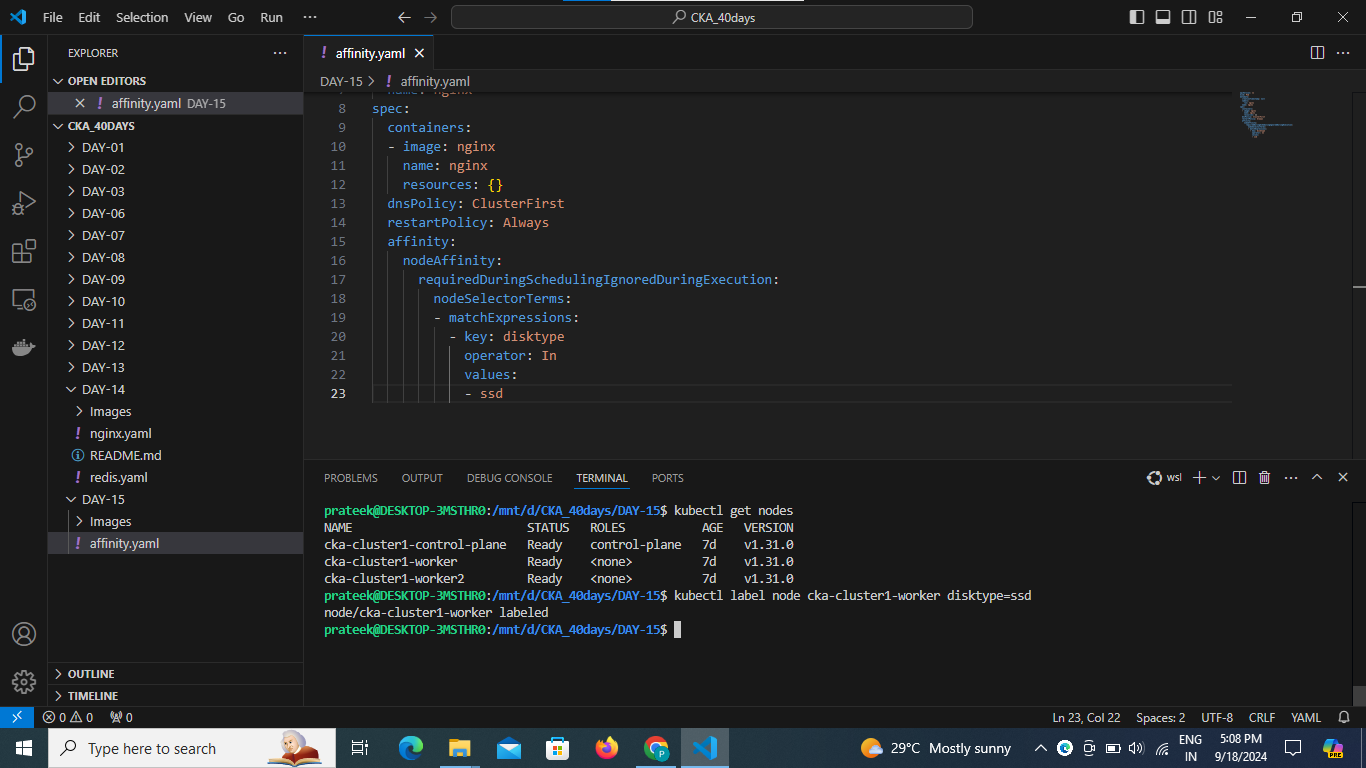 File Edit Selection View Go Run ···
CKA_40days
EXPLORER
OPEN EDITORS
affinity.yaml DAY-15
CKA_40DAYS
DAY-01
DAY-02
DAY-03
DAY-06
DAY-07
DAY-08
DAY-09
DAY-10
DAY-11
DAY-12
DAY-13
DAY-14
Images
nginx.yaml
README.md
redis.yaml
DAY-15
Images
affinity.yaml
OUTLINE
TIMELINE
affinity.yaml
DAY-15 > ! affinity.yaml
name: nginx
8 spec:
9 containers:
10 - image: nginx
11 name: nginx
12 resources: {}
13 dnsPolicy: ClusterFirst
14 restartPolicy: Always
15 affinity:
16 nodeAffinity:
17 requiredDuringSchedulingIgnoredDuringExecution:
18 nodeSelectorTerms:
19 - matchExpressions:
20 - key: disktype
21 operator: In
22 values:
23 - ssd
PROBLEMS OUTPUT DEBUG CONSOLE TERMINAL PORTS
wsl
prateek@DESKTOP-3MSTHR0:/mnt/d/CKA_40days/DAY-15$ kubectl get nodes
NAME STATUS ROLES AGE VERSION
cka-cluster1-control-plane Ready control-plane 7d v1.31.0
cka-cluster1-worker Ready <none> 7d v1.31.0
cka-cluster1-worker2 Ready <none> 7d v1.31.0
prateek@DESKTOP-3MSTHR0:/mnt/d/CKA_40days/DAY-15$ kubectl label node cka-cluster1-worker disktype=ssd
node/cka-cluster1-worker labeled
prateek@DESKTOP-3MSTHR0:/mnt/d/CKA_40days/DAY-15$
0 0 0
Ln 23, Col 22 Spaces: 2 UTF-8 CRLF YAML
Type here to search
29°C Mostly sunny
ENG
IN
5:08 PM
9/18/2024
PRE